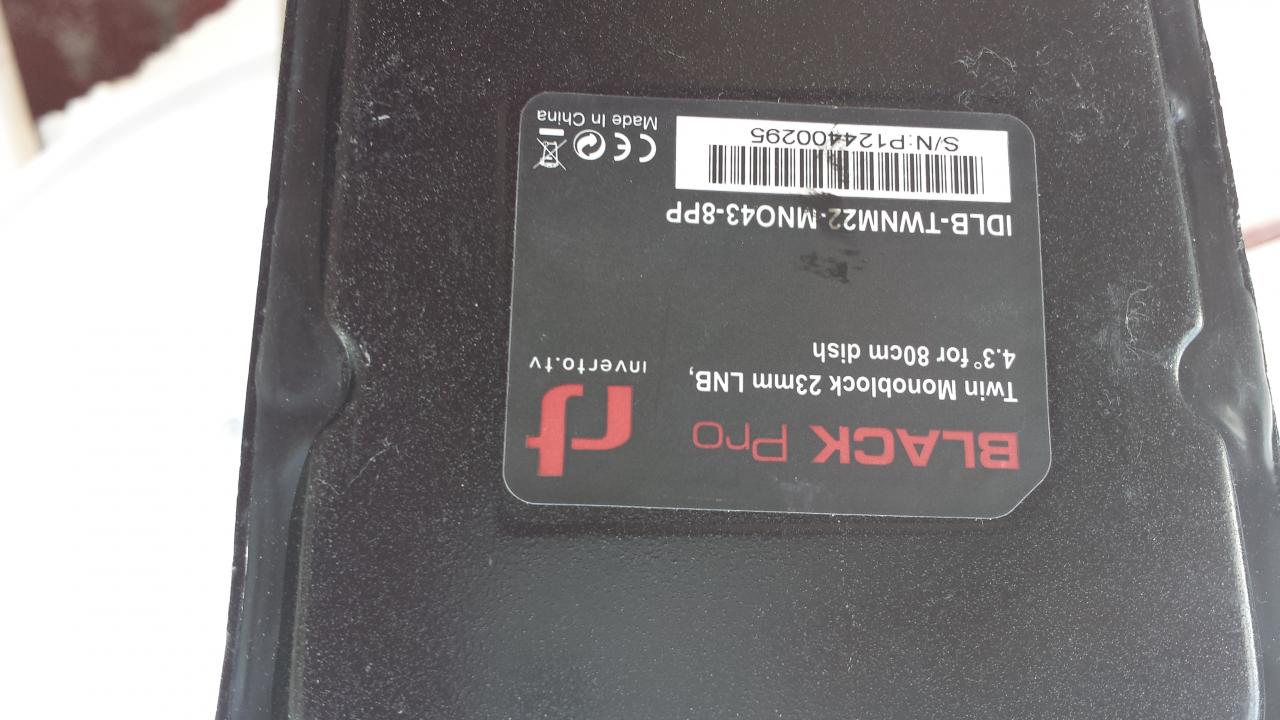 BLACK Pro
Twin Monoblock 23mm LNB,
4.3° for 80cm dish
inverto.tv
IDLB-TWNM22-MNO43-8PP
S/N:P124400295
Made In China